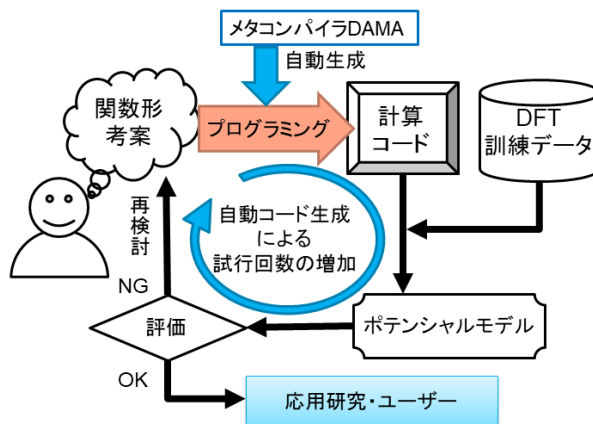 メタコンパイラDAMA
自動生成
関数形
考案
プログラミング
計算
コード
DFT
訓練データ
再検討
自動コード生成
による
試行回数の増加
NG
評価
ポテンシャルモデル
OK
応用研究・ユーザー